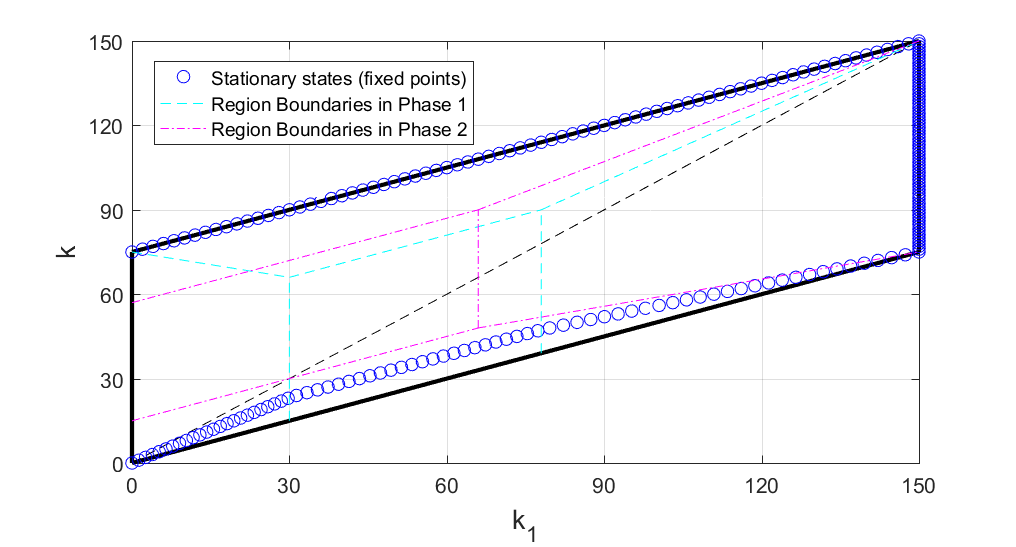 150
120
90
60
30
0
k
Stationary states (fixed points)
Region Boundaries in Phase 1
Region Boundaries in Phase 2
0 30 60 90 120 150
k₁